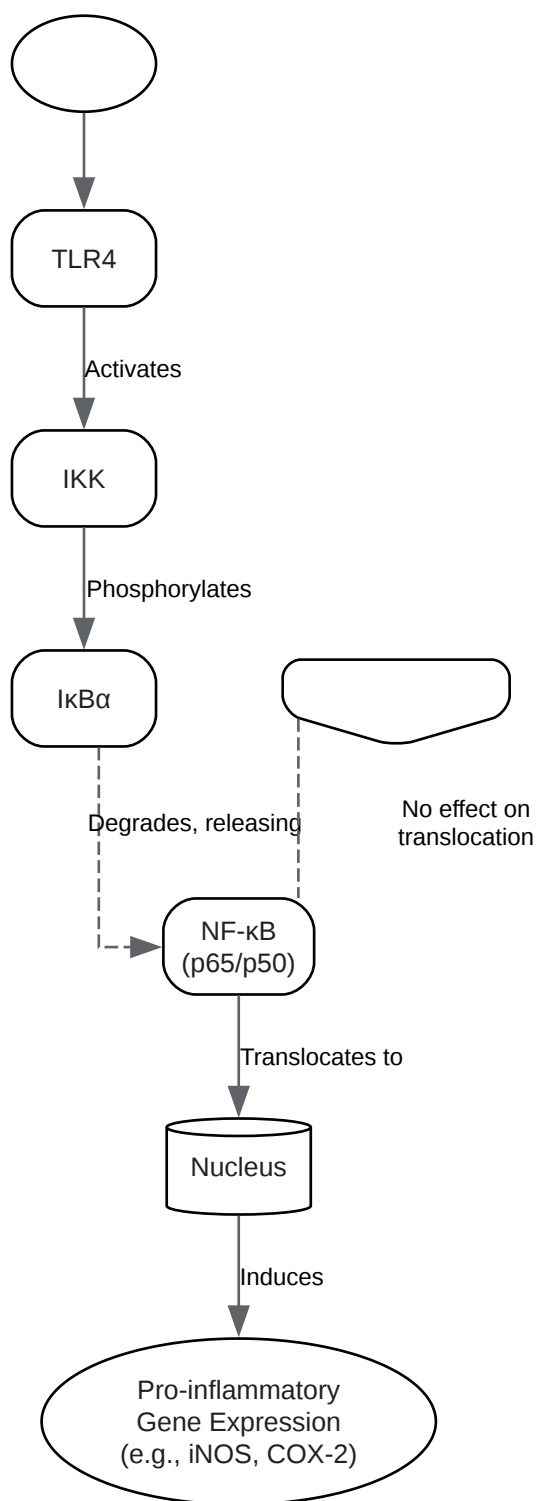 TLR4
Activates
IKK
Phosphorylates
IκBα
Degrades, releasing
No effect on
translocation
NF-κB
(p65/p50)
Translocates to
Nucleus
Induces
Pro-inflammatory
Gene Expression
(e.g., iNOS, COX-2)